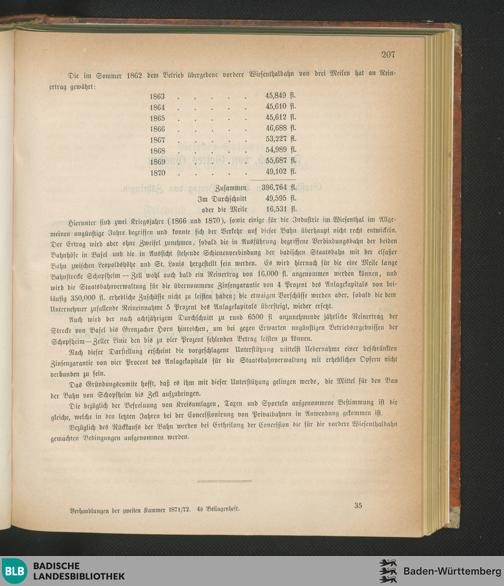 207
Die im Sommer 1862 dem Betrieb übergebene vordere Wiesenthalbahn von drei Meilen hat an Rein-
ertrag gewährt:
1863 . . . . . 45,849 fl.
1864 . . . . . 45,610 fl.
1865 . . . . . 45,612 fl.
1866 . . . . . 46,688 fl.
1867 . . . . . 53,227 fl.
1868 . . . . . 54,989 fl.
1869 . . . . . 55,687 fl.
1870 . . . . . 49,102 fl.
Zusammen 396,764 fl.
Im Durchschnitt 49,595 fl.
oder die Meile 16,531 fl.
Hierunter sind zwei Kriegsjahre (1866 und 1870), sowie einige für die Industrie im Wiesenthal im Allge-
meinen ungünstige Jahre begriffen und konnte sich der Verkehr auf dieser Bahn überhaupt nicht recht entwickeln.
Der Ertrag wird aber ohne Zweifel zunehmen, sobald die in Ausführung begriffene Verbindungsbahn der beiden
Bahnhöfe in Basel und die in Aussicht stehende Schienenverbindung der badischen Staatsbahn mit der elsäßer
Bahn zwischen Leopoldshöhe und St. Louis hergestellt sein werden. Es wird hiernach für die eine Meile lange
Bahnstrecke Schopfheim—Zell wohl auch bald ein Reinertrag von 16,000 fl. angenommen werden können, und
wird die Staatsbahnverwaltung für die übernommene Zinsengarantie von 4 Prozent des Anlagekapitals von bei-
läufig 350,000 fl. erhebliche Zuschüsse nicht zu leisten haben; die etwaigen Vorschüsse werden aber, sobald die dem
Unternehmer zufallende Reineinnahme 5 Prozent des Anlagekapitals übersteigt, wieder ersetzt.
Auch wird der nach achtjährigem Durchschnitt zu rund 6500 fl anzunehmende jährliche Reinertrag der
Strecke von Basel bis Grenzacher Horn hinreichen, um bei gegen Erwarten ungünstigen Betriebsergebnissen der
Schopfheim—Zeller Linie den bis zu vier Prozent fehlenden Betrag leisten zu können.
Nach dieser Darstellung erscheint die vorgeschlagene Unterstützung mittelst Uebernahme einer beschränkten
Zinsengarantie von vier Prozent des Anlagekapitals für die Staatsbahnverwaltung mit erheblichen Opfern nicht
verbunden zu sein.
Das Gründungscomite hofft, daß es ihm mit dieser Unterstützung gelingen werde, die Mittel für den Bau
der Bahn von Schopfheim bis Zell aufzubringen.
Die bezüglich der Befreiung von Kreisumlagen, Taxen und Sporteln aufgenommene Bestimmung ist die
gleiche, welche in den letzten Jahren bei der Concessionirung von Privatbahnen in Anwendung gekommen ist.
Bezüglich des Rückkaufs der Bahn werden bei Ertheilung der Concession die für die vordere Wiesenthalbahn
gemachten Bedingungen aufgenommen werden.
Verhandlungen der zweiten Kammer 1871/72. 4s Beilagenheft.
35
BLB BADISCHE
LANDESBIBLIOTHEK
Baden-Württemberg